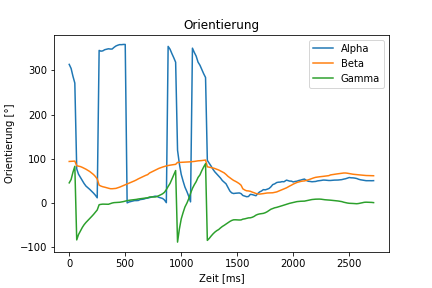 Orientierung
Alpha
Beta
Gamma
Orientierung [°]
300
200
100
0
−100
0
500
1000
1500
2000
2500
Zeit [ms]